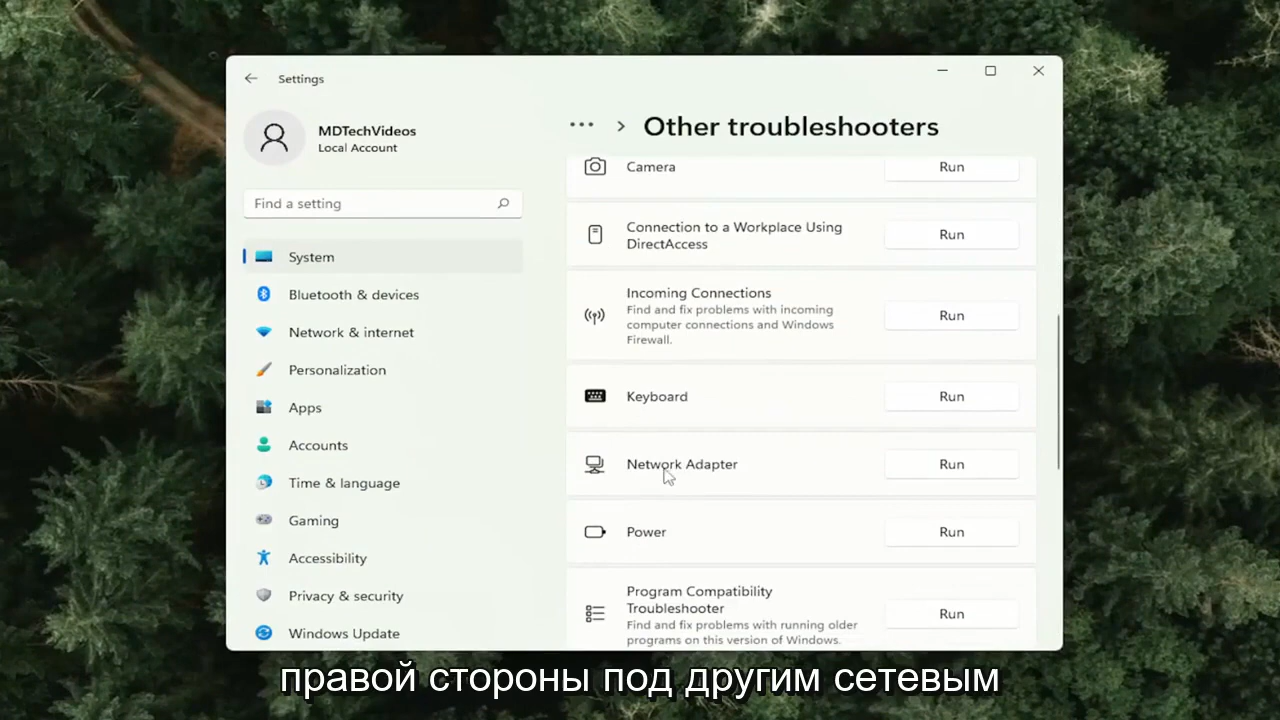 Settings
MDTechVideos
Local Account
Find a setting
System
Bluetooth & devices
Network & internet
Personalization
Apps
Accounts
Time & language
Gaming
Accessibility
Privacy & security
Windows Update
Other troubleshooters
Camera
Run
Connection to a Workplace Using
DirectAccess
Run
Incoming Connections
Find and fix problems with incoming
computer connections and Windows
Firewall.
Run
Keyboard
Run
Network Adapter
Run
Power
Run
Program Compatibility
Troubleshooter
Find and fix problems with running older
programs on this version of Windows.
Run
правой стороны под другим сетевым